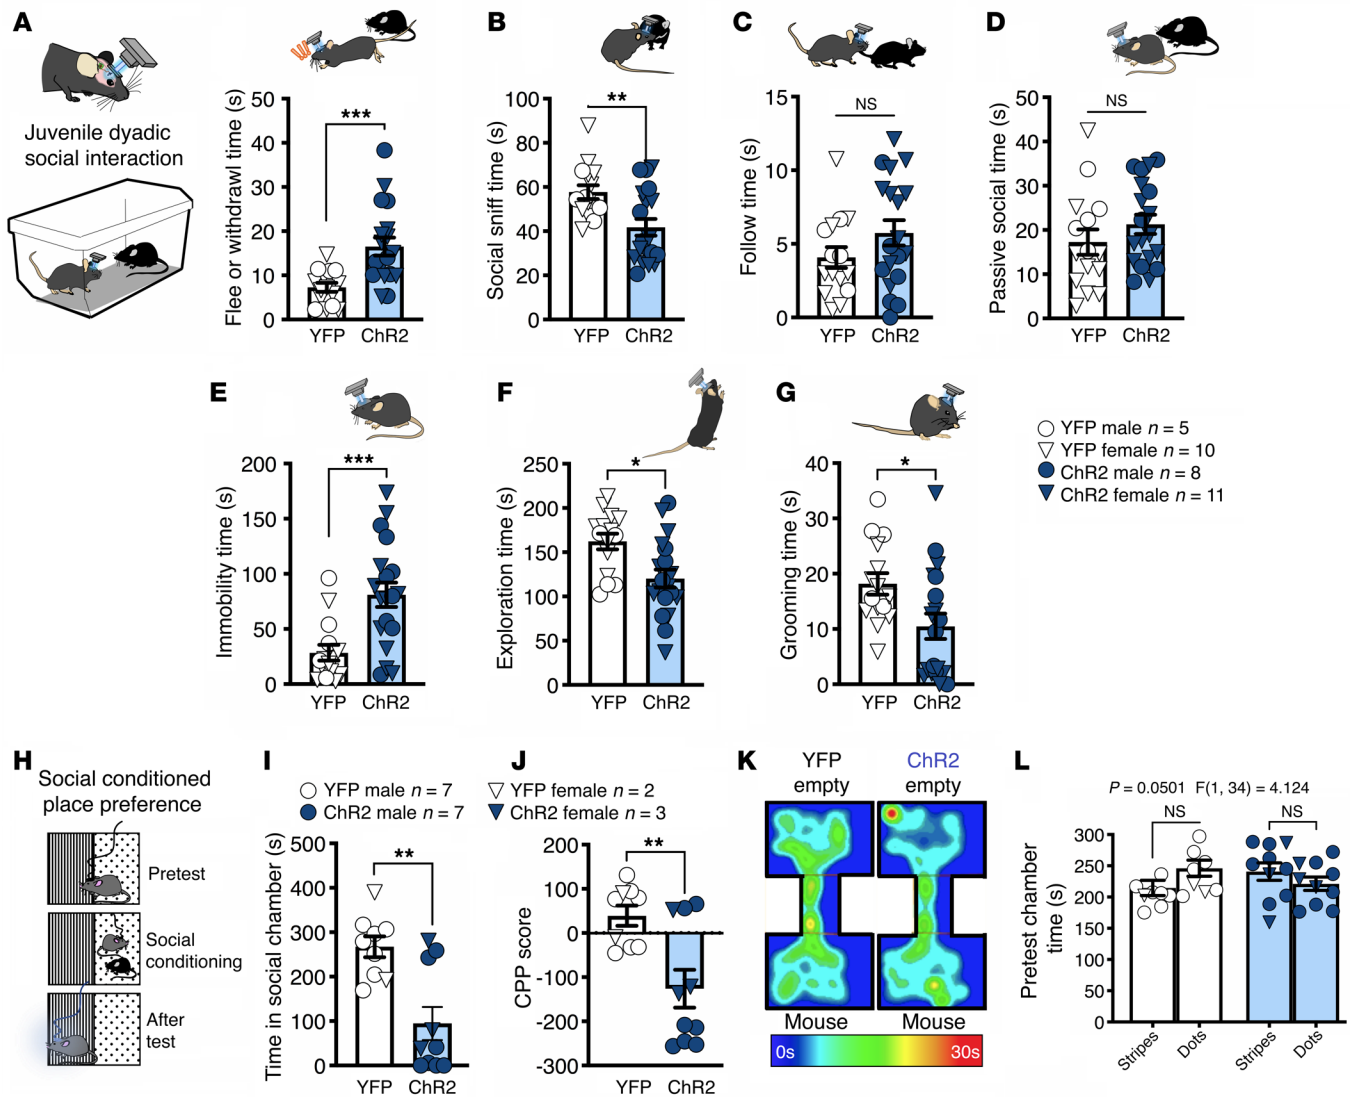 A
Juvenile dyadic
social interaction
Flee or withdrawl time (s)
50
40
30
20
10
0
***
YFP
ChR2
B
Social sniff time (s)
100
80
60
40
20
0
**
YFP
ChR2
C
Follow time (s)
15
10
5
0
NS
YFP
ChR2
D
Passive social time (s)
50
40
30
20
10
0
NS
YFP
ChR2
E
Immobility time (s)
200
150
100
50
0
***
YFP
ChR2
F
Exploration time (s)
250
200
150
100
50
0
*
YFP
ChR2
G
Grooming time (s)
40
30
20
10
0
*
YFP
ChR2
YFP male n = 5
YFP female n = 10
ChR2 male n = 8
ChR2 female n = 11
H
Social conditioned
place preference
Pretest
Social
conditioning
After
test
I
YFP male n = 7
ChR2 male n = 7
Time in social chamber (s)
500
400
300
200
100
0
**
YFP
ChR2
J
YFP female n = 2
ChR2 female n = 3
CPP score
200
100
0
-100
-200
-300
**
YFP
ChR2
K
YFP
empty
ChR2
empty
Mouse
Mouse
0s
30s
L
P = 0.0501 F(1, 34) = 4.124
NS
NS
Pretest chamber
time (s)
300
250
200
150
100
50
0
Stripes
Dots
Stripes
Dots